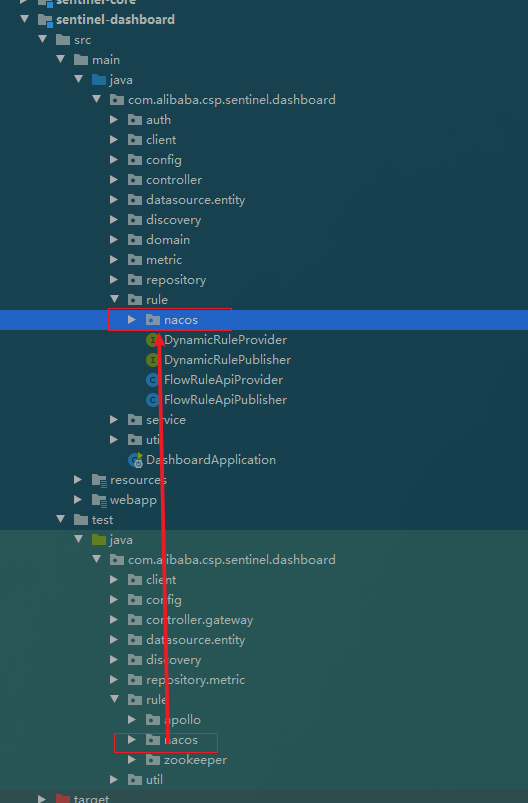 sentinel-core
sentinel-dashboard
src
main
java
com.alibaba.csp.sentinel.dashboard
auth
client
config
controller
datasource.entity
discovery
domain
metric
repository
rule
nacos
DynamicRuleProvider
DynamicRulePublisher
FlowRuleApiProvider
FlowRuleApiPublisher
service
util
DashboardApplication
resources
webapp
test
java
com.alibaba.csp.sentinel.dashboard
client
config
controller.gateway
datasource.entity
discovery
repository.metric
rule
apollo
nacos
zookeeper
util
target